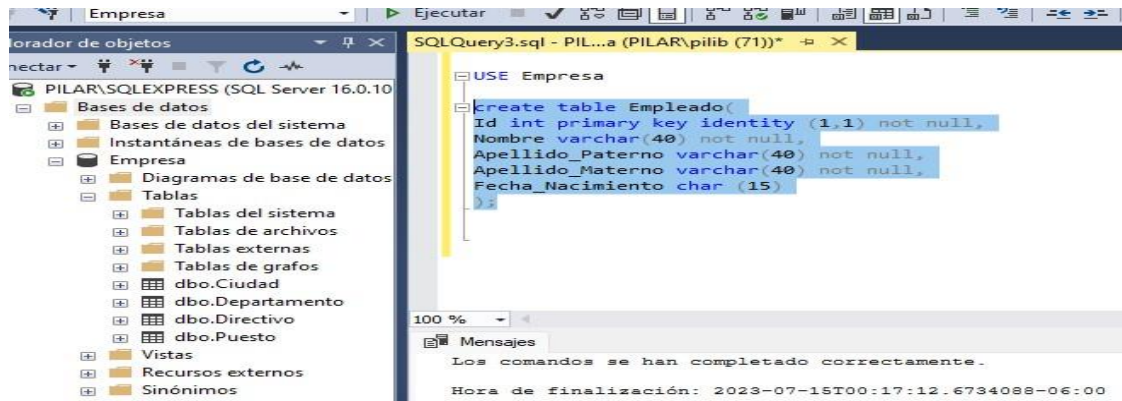 Empresa
Ejecutar
lorador de objetos
SQLQuery3.sql - PIL...a (PILAR\pilib (71))*
nectar
PILAR\SQLEXPRESS (SQL Server 16.0.10
Bases de datos
Bases de datos del sistema
Instantáneas de bases de datos
Empresa
Diagramas de base de datos
Tablas
Tablas del sistema
Tablas de archivos
Tablas externas
Tablas de grafos
dbo.Ciudad
dbo.Departamento
dbo.Directivo
dbo.Puesto
Vistas
Recursos externos
Sinónimos
USE Empresa
create table Empleado(
Id int primary key identity (1,1) not null,
Nombre varchar(40) not null,
Apellido_Paterno varchar(40) not null,
Apellido_Materno varchar(40) not null,
Fecha_Nacimiento char (15)
);
100 %
Mensajes
Los comandos se han completado correctamente.
Hora de finalización: 2023-07-15T00:17:12.6734088-06:00